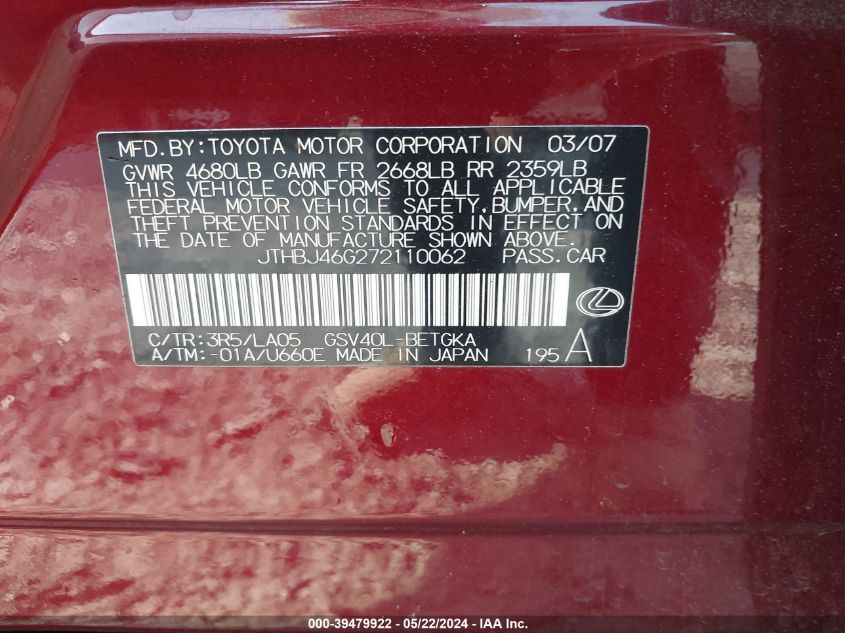 MFD.BY:TOYOTA MOTOR CORPORATION 03/07
GVWR 4680LB GAWR FR 2668LB RR 2359LB
THIS VEHICLE CONFORMS TO ALL APPLICABLE
FEDERAL MOTOR VEHICLE SAFETY,BUMPER,AND
THEFT PREVENTION STANDARDS IN EFFECT ON
THE DATE OF MANUFACTURE SHOWN ABOVE.
JTHBJ46G272110062 PASS.CAR
C/TR:3R5/LA05 GSV40L-BETGKA
A/TM:-01A/U660E MADE IN JAPAN 195 A
000-39479922 - 05/22/2024 - IAA Inc.